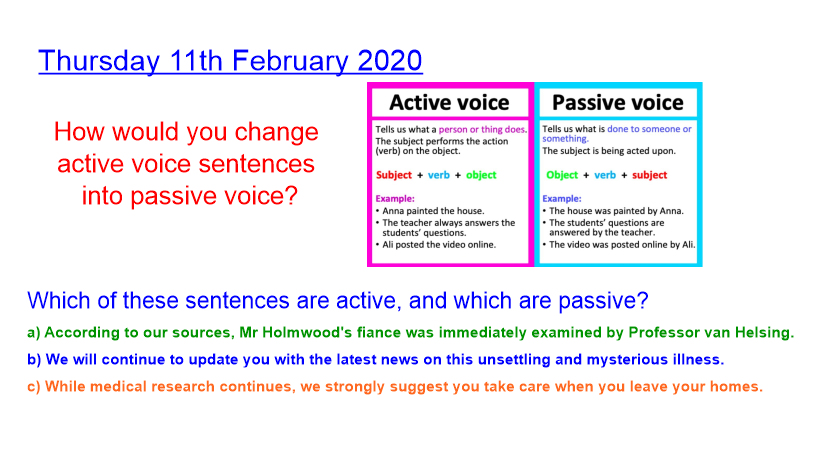 Thursday 11th February 2020
How would you change
active voice sentences
into passive voice?
Active voice
Tells us what a person or thing does.
The subject performs the action
(verb) on the object.
Subject + verb + object
Example:
• Anna painted the house.
• The teacher always answers the
students' questions.
• Ali posted the video online.
Passive voice
Tells us what is done to someone or
something.
The subject is being acted upon.
Object + verb + subject
Example:
• The house was painted by Anna.
• The students' questions are
answered by the teacher.
• The video was posted online by Ali.
Which of these sentences are active, and which are passive?
a) According to our sources, Mr Holmwood's fiance was immediately examined by Professor van Helsing.
b) We will continue to update you with the latest news on this unsettling and mysterious illness.
c) While medical research continues, we strongly suggest you take care when you leave your homes.